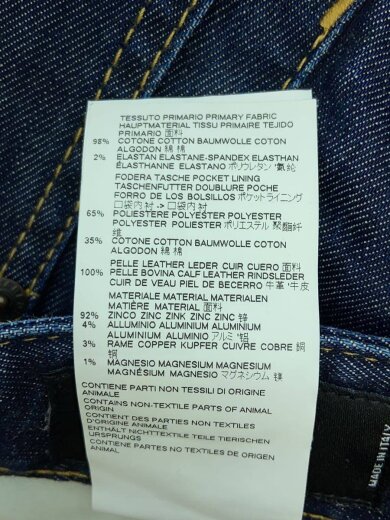 TESSUTO PRIMARIO PRIMARY FABRIC
HAUPTMATERIAL TISSU PRIMAIRE TEJIDO
PRIMARIO 面料
98% COTONE COTTON BAUMWOLLE COTON
ALGODON 綿 棉
2% ELASTAN ELASTANE-SPANDEX ELASTHAN
ÉLASTHANNE ELASTANO ポリウレタン 氨纶
FODERA TASCHE POCKET LINING
TASCHENFUTTER DOUBLURE POCHE
FORRO DE LOS BOLSILLOS ポケットライニング
口袋内衬 -> 口袋内衬
65% POLIESTERE POLYESTER POLYESTER
POLYESTER POLIESTER ポリエステル 聚酯纤
维
35% COTONE COTTON BAUMWOLLE COTON
ALGODON 綿 棉
PELLE LEATHER LEDER CUIR CUERO 面料
100% PELLE BOVINA CALF LEATHER RINDSLEDER
CUIR DE VEAU PIEL DE BECERRO 牛革 牛皮
MATERIALE MATERIAL MATERIALEN
MATIÈRE MATERIAL 面料
92% ZINCO ZINC ZINK ZINC ZINC 锌
4% ALLUMINIO ALUMINIUM ALUMINIUM
ALUMINIUM ALUMINIO アルミ 铝
3% RAME COPPER KUPFER CUIVRE COBRE 銅
铜
1% MAGNESIO MAGNESIUM MAGNESIUM
MAGNÉSIUM MAGNESIO マグネシウム 镁
CONTIENE PARTI NON TESSILI DI ORIGINE
ANIMALE
CONTAINS NON-TEXTILE PARTS OF ANIMAL
ORIGIN
CONTIENT DES PARTIES NON TEXTILES
D'ORIGINE ANIMALE
ENTHÄLT NICHTTEXTILE TEILE TIERISCHEN
URSPRUNGS
CONTIENE PARTES NO TEXTILES DE ORIGEN
ANIMAL
MADE IN ITALY